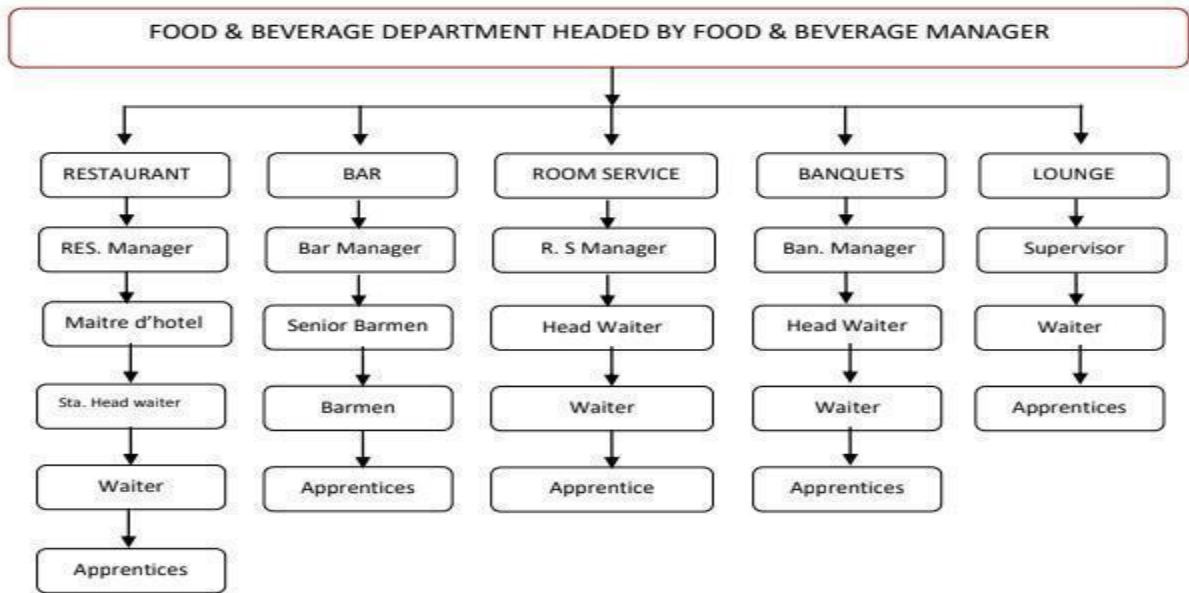 FOOD & BEVERAGE DEPARTMENT HEADED BY FOOD & BEVERAGE MANAGER
RESTAURANT
BAR
ROOM SERVICE
BANQUETS
LOUNGE
RES. Manager
Bar Manager
R. S Manager
Ban. Manager
Supervisor
Maitre d’hotel
Senior Barmen
Head Waiter
Head Waiter
Waiter
Sta. Head waiter
Barmen
Waiter
Waiter
Apprentices
Waiter
Apprentices
Apprentice
Apprentices
Apprentices